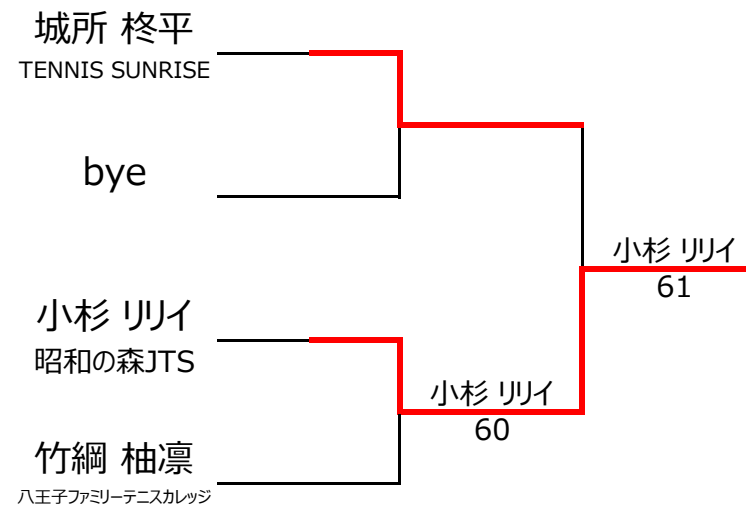 城所 柊平
TENNIS SUNRISE
bye
小杉 リリイ
61
小杉 リリイ
昭和の森JTS
小杉 リリイ
60
竹綱 柚凛
八王子ファミリーテニスカレッジ